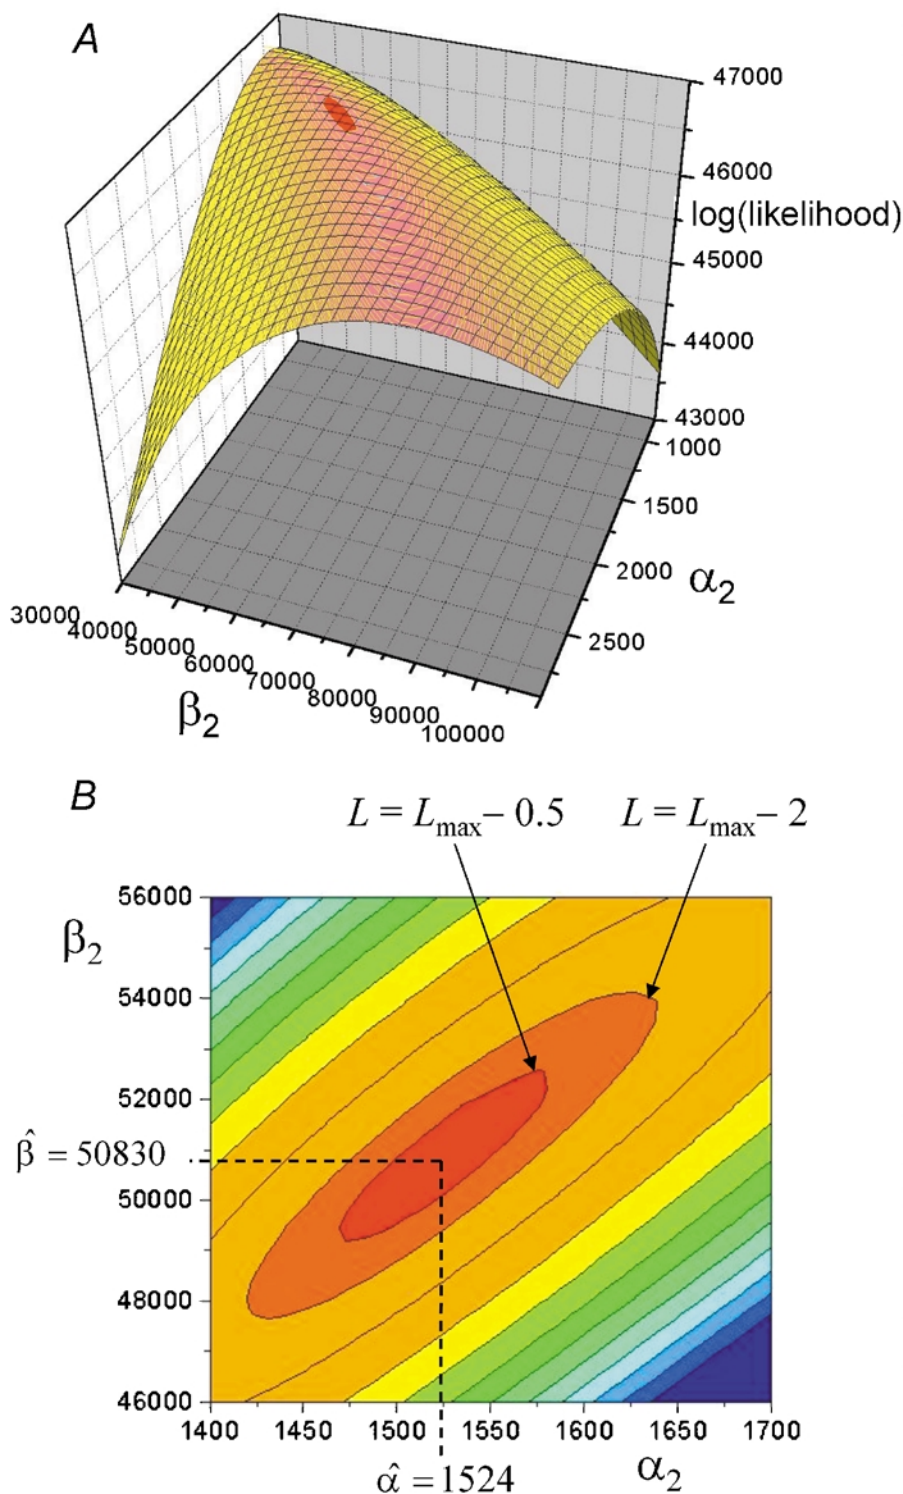 A
47000
46000
log(likelihood)
45000
44000
43000
1000
1500
2000
α₂
2500
30000
40000
50000
60000
70000
80000
90000
100000
β₂
B
L = Lmax − 0.5 L = Lmax − 2
56000
β₂
54000
52000
β̂ = 50830
50000
48000
46000
1400 1450 1500 1550 1600 1650 1700
α̂ = 1524 α₂